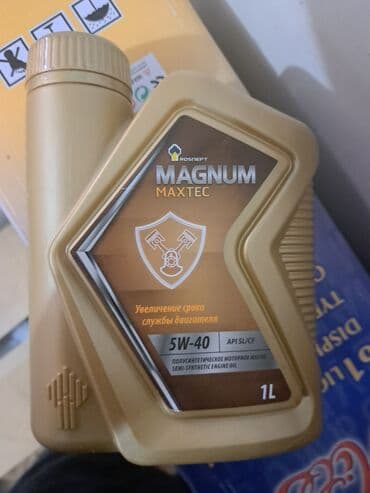 РОСНЕФТЬ
MAGNUM
MAXTEC
Увеличение срока
службы двигателя
5W-40 API SL/CF
ПОЛУСИНТЕТИЧЕСКОЕ МОТОРНОЕ МАСЛО
SEMI-SYNTHETIC ENGINE OIL
1L